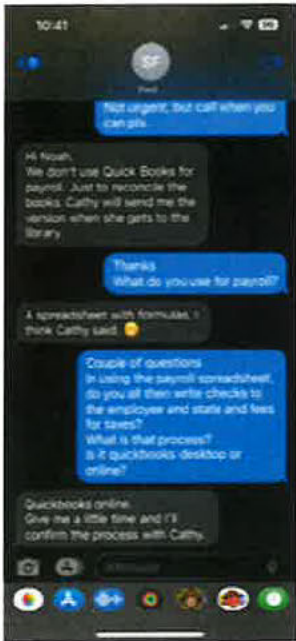 10:41
SF
Not urgent, but call when you
can pls
Hi Noah.
We don't use Quick Books for
payroll. Just to reconcile the
books. Cathy will send me the
version when she gets to the
library.
Thanks
What do you use for payroll?
A spreadsheet with formulas, I
think Cathy said. 😊
Couple of questions
In using the payroll spreadsheet,
do you all then write checks to
the employee and state and fees
for taxes?
What is that process?
Is it quickbooks desktop or
online?
Quickbooks online.
Give me a little time and I'll
confirm the process with Cathy.